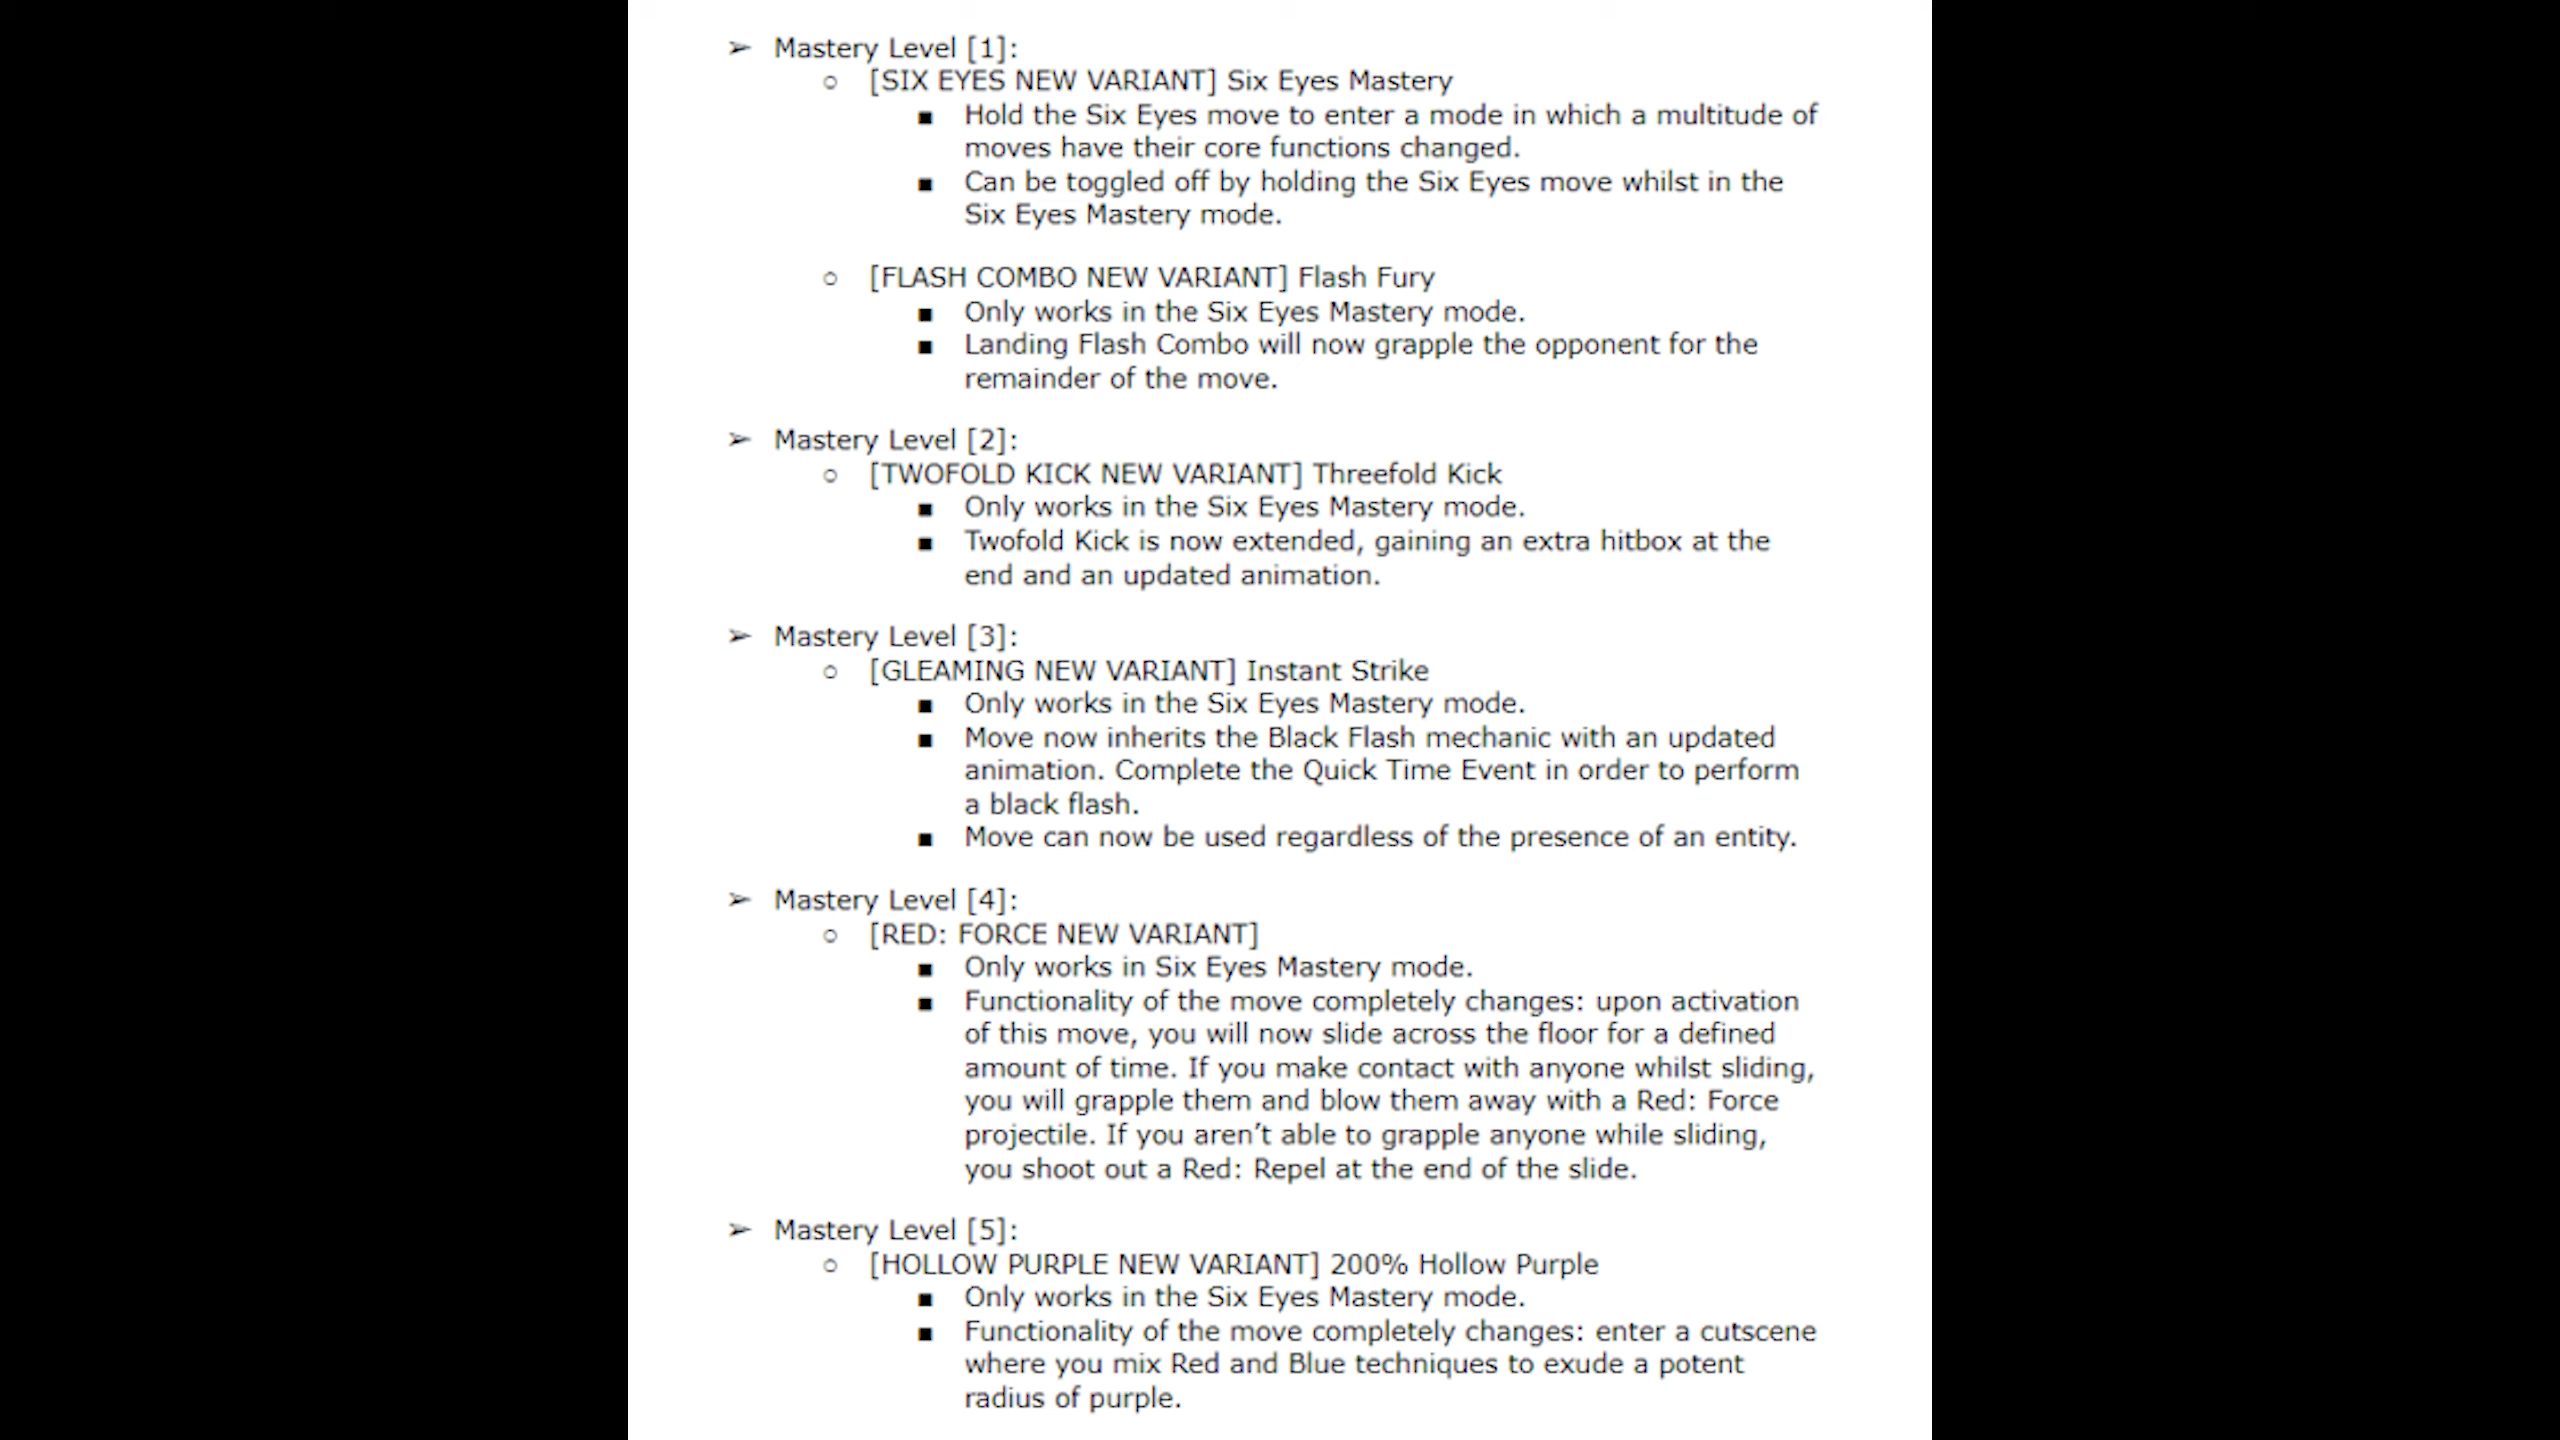 ➢ Mastery Level [1]:
○ [SIX EYES NEW VARIANT] Six Eyes Mastery
■ Hold the Six Eyes move to enter a mode in which a multitude of
moves have their core functions changed.
■ Can be toggled off by holding the Six Eyes move whilst in the
Six Eyes Mastery mode.
○ [FLASH COMBO NEW VARIANT] Flash Fury
■ Only works in the Six Eyes Mastery mode.
■ Landing Flash Combo will now grapple the opponent for the
remainder of the move.
➢ Mastery Level [2]:
○ [TWOFOLD KICK NEW VARIANT] Threefold Kick
■ Only works in the Six Eyes Mastery mode.
■ Twofold Kick is now extended, gaining an extra hitbox at the
end and an updated animation.
➢ Mastery Level [3]:
○ [GLEAMING NEW VARIANT] Instant Strike
■ Only works in the Six Eyes Mastery mode.
■ Move now inherits the Black Flash mechanic with an updated
animation. Complete the Quick Time Event in order to perform
a black flash.
■ Move can now be used regardless of the presence of an entity.
➢ Mastery Level [4]:
○ [RED: FORCE NEW VARIANT]
■ Only works in Six Eyes Mastery mode.
■ Functionality of the move completely changes: upon activation
of this move, you will now slide across the floor for a defined
amount of time. If you make contact with anyone whilst sliding,
you will grapple them and blow them away with a Red: Force
projectile. If you aren’t able to grapple anyone while sliding,
you shoot out a Red: Repel at the end of the slide.
➢ Mastery Level [5]:
○ [HOLLOW PURPLE NEW VARIANT] 200% Hollow Purple
■ Only works in the Six Eyes Mastery mode.
■ Functionality of the move completely changes: enter a cutscene
where you mix Red and Blue techniques to exude a potent
radius of purple.